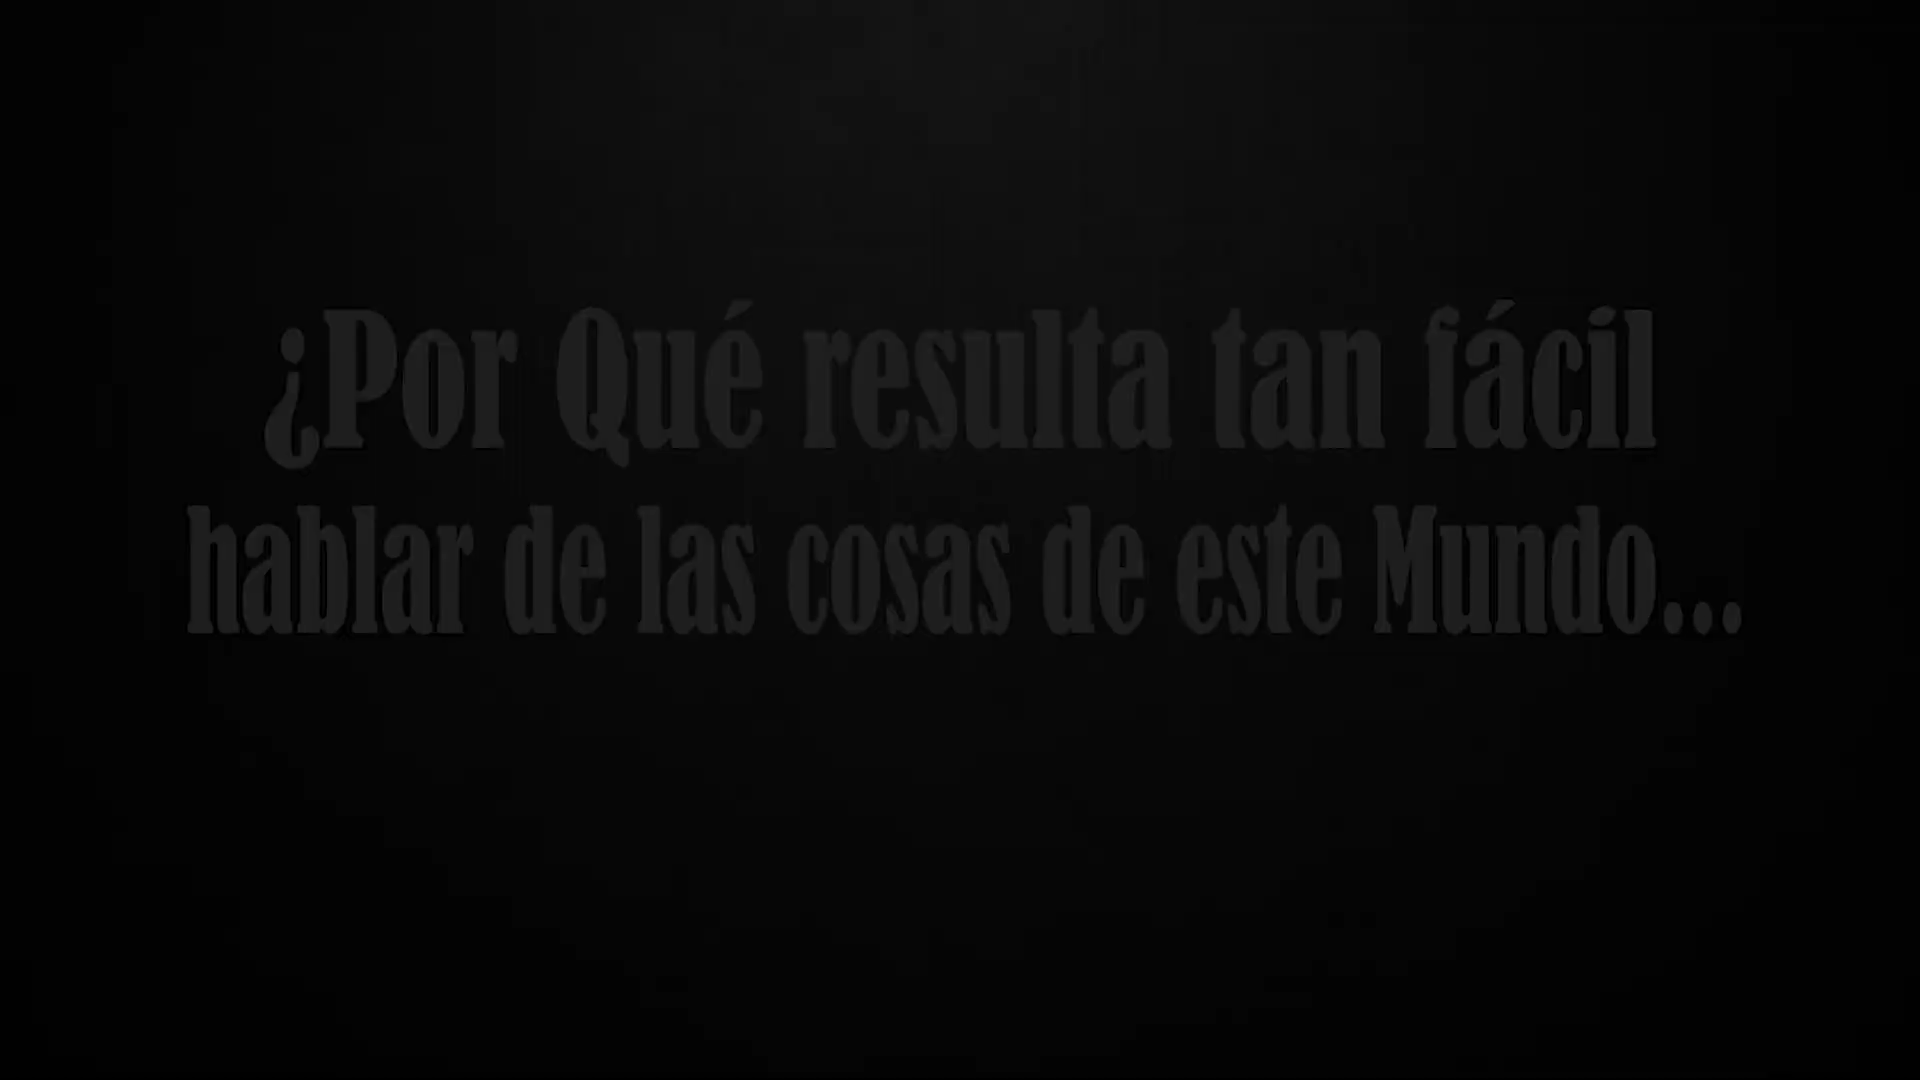 ¿Por Qué resulta tan fácil
hablar de las cosas de este Mundo...